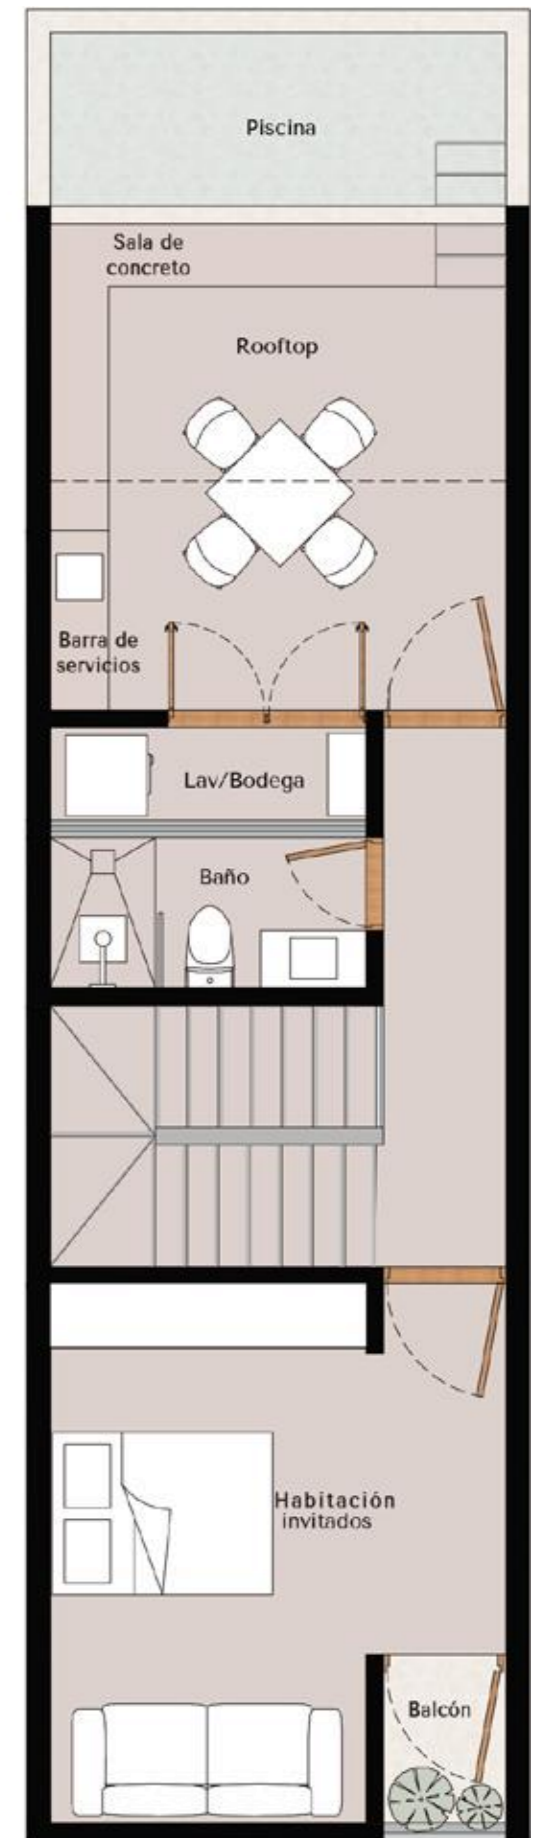 Piscina
Sala de
concreto
Rooftop
Barra de
servicios
Lav/Bodega
Baño
Habitación
invitados
Balcón